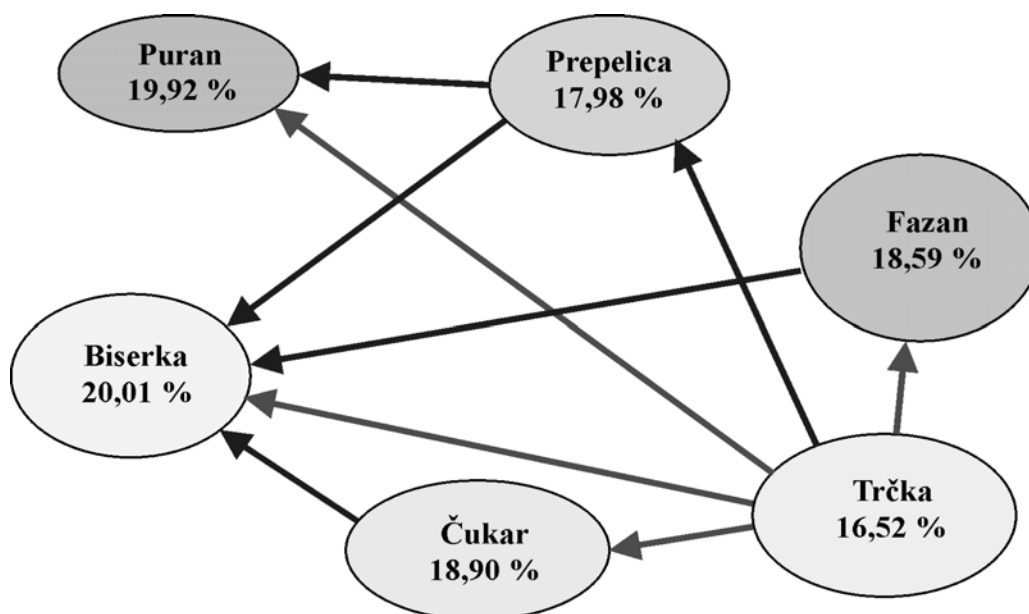 Puran
19,92 %
Prepelica
17,98 %
Fazan
18,59 %
Biserka
20,01 %
Čukar
18,90 %
Trčka
16,52 %